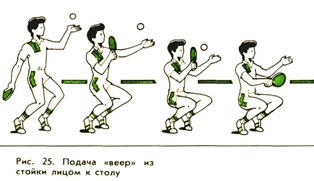 Рис. 25. Подача «веер» из
стойки лицом к столу